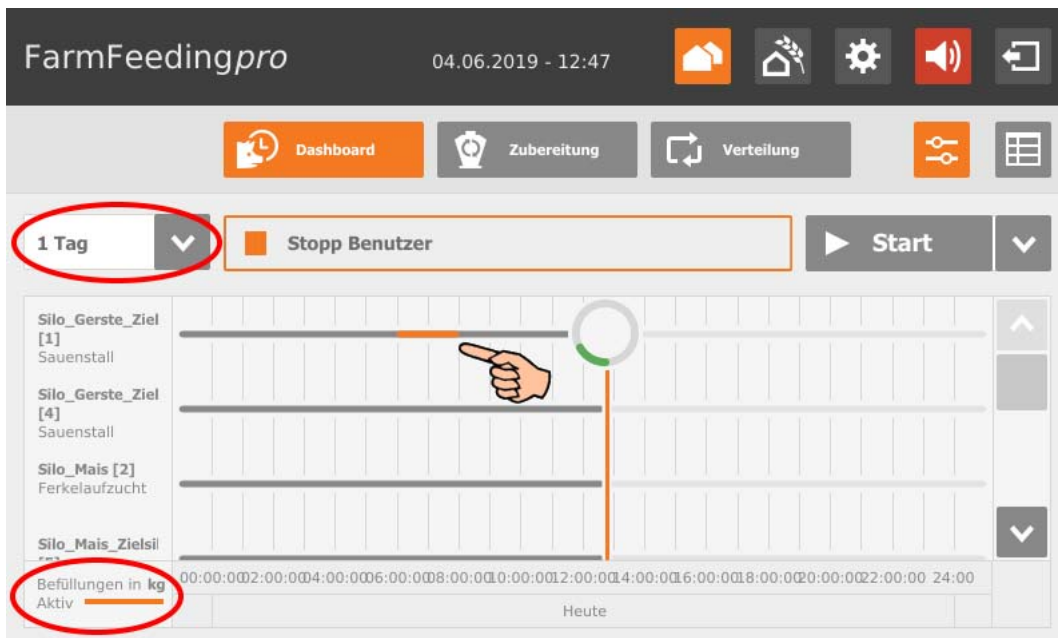 FarmFeedingpro
04.06.2019 - 12:47
Dashboard
Zubereitung
Verteilung
1 Tag
Stopp Benutzer
Start
Silo_Gerste_Ziel
[1]
Sauenstall
Silo_Gerste_Ziel
[4]
Sauenstall
Silo_Mais [2]
Ferkelaufzucht
Silo_Mais_Zielsil
Befüllungen in kg
Aktiv
00:00:00 02:00:00 04:00:00 06:00:00 08:00:00 10:00:00 12:00:00 14:00:00 16:00:00 18:00:00 20:00:00 22:00:00 24:00
Heute